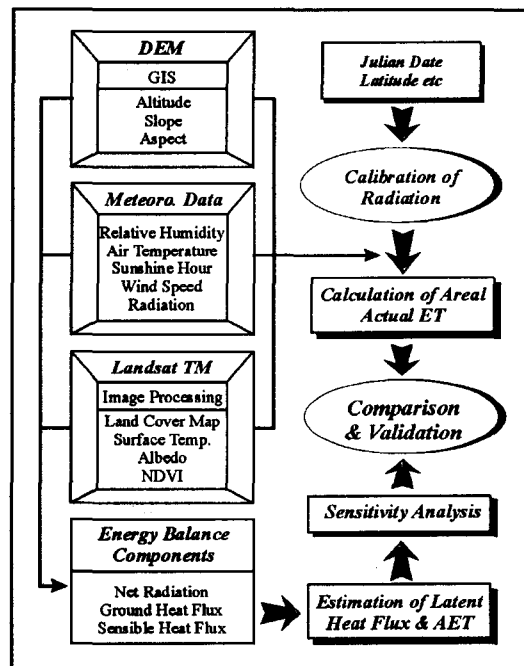 DEM
GIS
Altitude
Slope
Aspect
Meteoro. Data
Relative Humidity
Air Temperature
Sunshine Hour
Wind Speed
Radiation
Landsat TM
Image Processing
Land Cover Map
Surface Temp.
Albedo
NDVI
Energy Balance
Components
Net Radiation
Ground Heat Flux
Sensible Heat Flux
Julian Date
Latitude etc
Calibration of
Radiation
Calculation of Areal
Actual ET
Comparison
& Validation
Sensitivity Analysis
Estimation of Latent
Heat Flux & AET